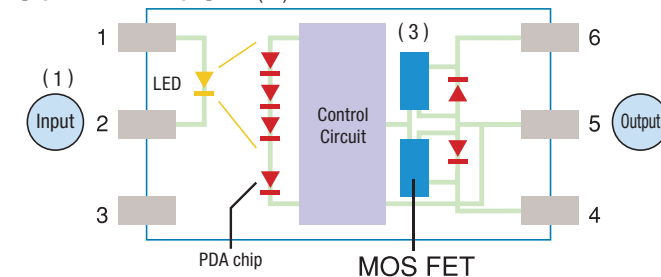 1
( 1 )
Input
2
3
LED
PDA chip
Control
Circuit
( 3 )
MOS FET
6
5
Output
4